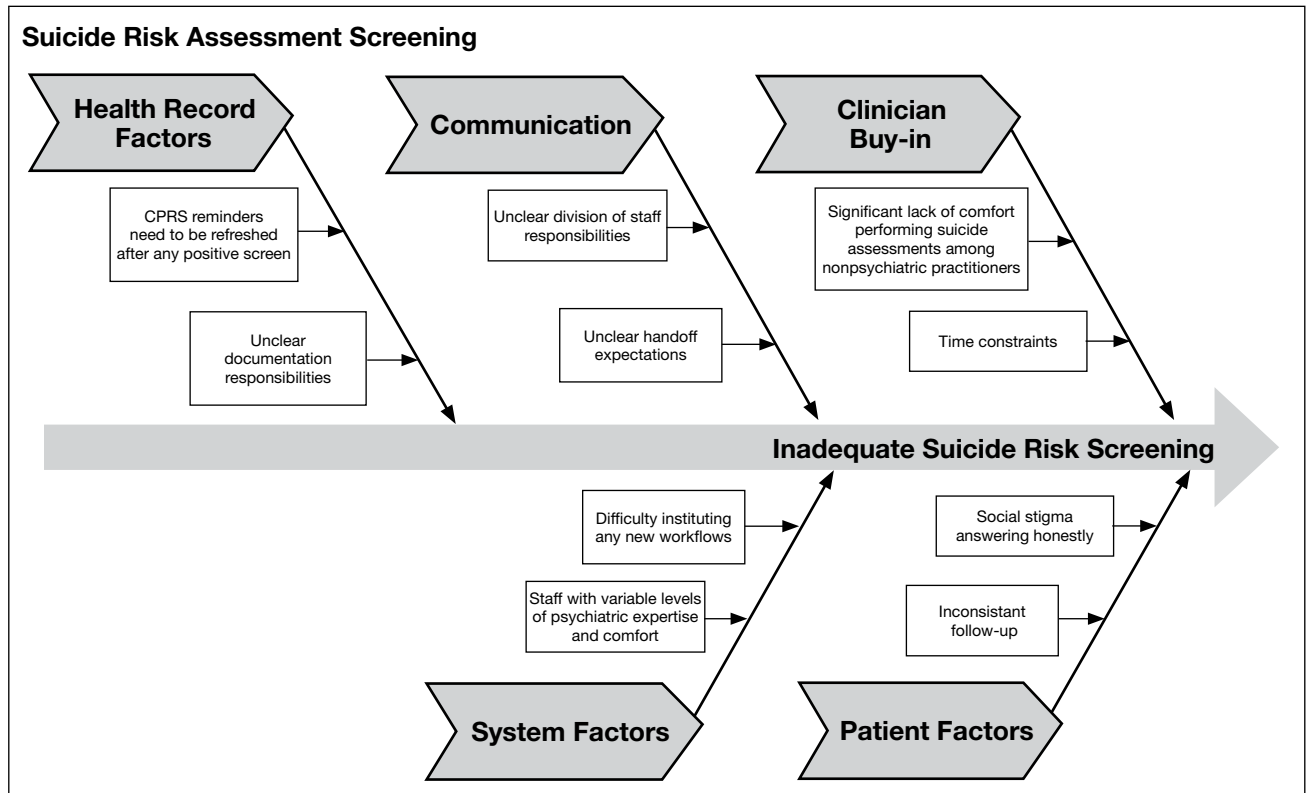 Suicide Risk Assessment Screening
Health Record
Factors
Communication
Clinician
Buy-in
CPRS reminders
need to be refreshed
after any positive screen
Unclear division of staff
responsibilities
Significant lack of comfort
performing suicide
assessments among
nonpsychiatric practitioners
Unclear
documentation
responsibilities
Unclear handoff
expectations
Time constraints
Inadequate Suicide Risk Screening
Difficulty instituting
any new workflows
Social stigma
answering honestly
Staff with variable levels
of psychiatric expertise
and comfort
Inconsistant
follow-up
System Factors
Patient Factors